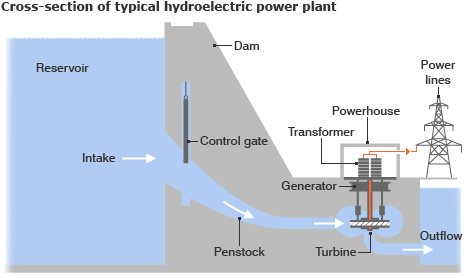 Cross-section of typical hydroelectric power plant
Dam
Reservoir
Power
lines
Powerhouse
Transformer
Control gate
Intake
Generator
Outflow
Penstock
Turbine